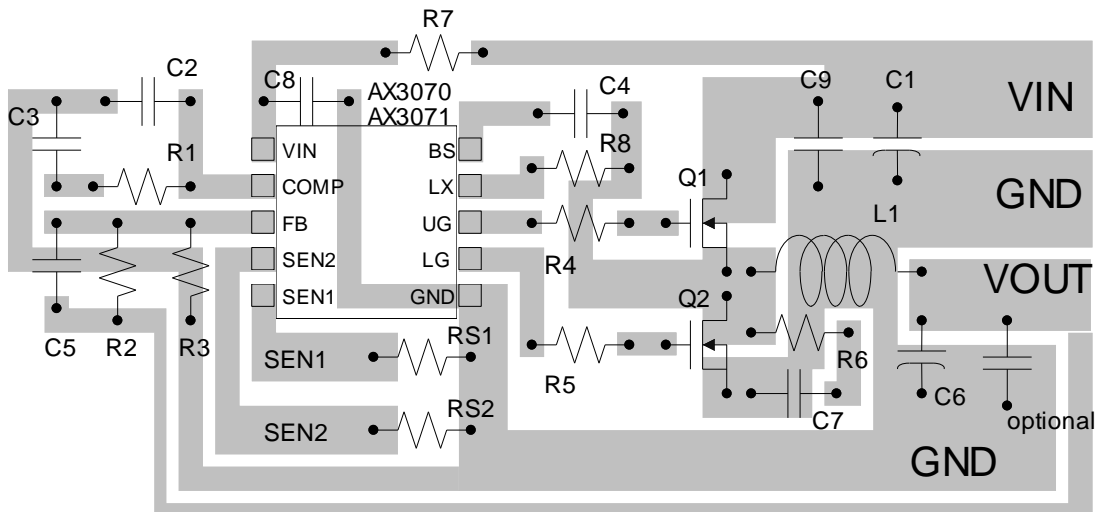 R7
C2
C8
AX3070
AX3071
C4
C9
C1
VIN
C3
R1
VIN
BS
R8
COMP
LX
Q1
GND
FB
UG
L1
SEN2
LG
R4
VOUT
SEN1
GND
Q2
C5
R2
R3
SEN1
RS1
R5
R6
SEN2
RS2
C7
C6
optional
GND